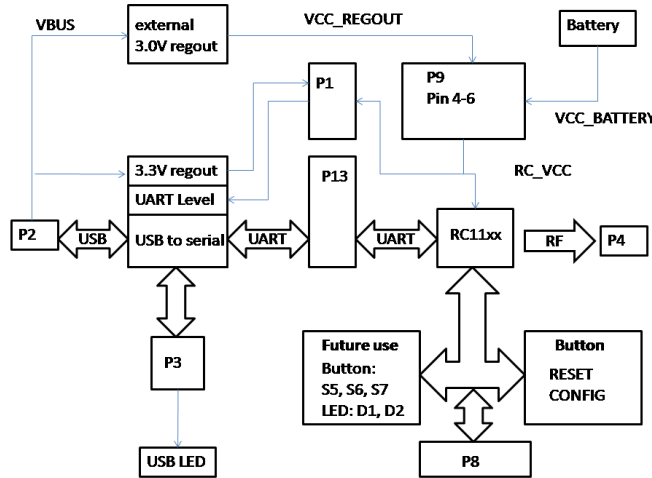 VBUS
external
3.0V regout
VCC_REGOUT
Battery
P1
P9
Pin 4-6
VCC_BATTERY
3.3V regout
UART Level
USB to serial
P13
RC_VCC
P2
USB
UART
UART
RC11xx
RF
P4
P3
Future use
Button:
S5, S6, S7
LED: D1, D2
Button
RESET
CONFIG
USB LED
P8